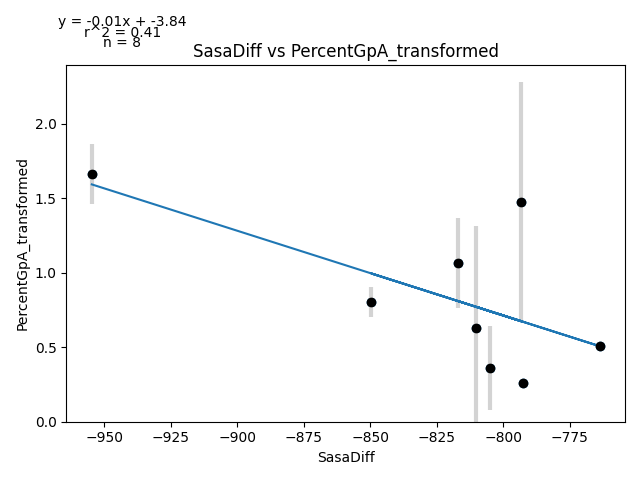 y = -0.01x + -3.84
r^2 = 0.41
n = 8
SasaDiff vs PercentGpA_transformed
2.0
1.5
1.0
0.5
0.0
PercentGpA_transformed
−950 −925 −900 −875 −850 −825 −800 −775
SasaDiff